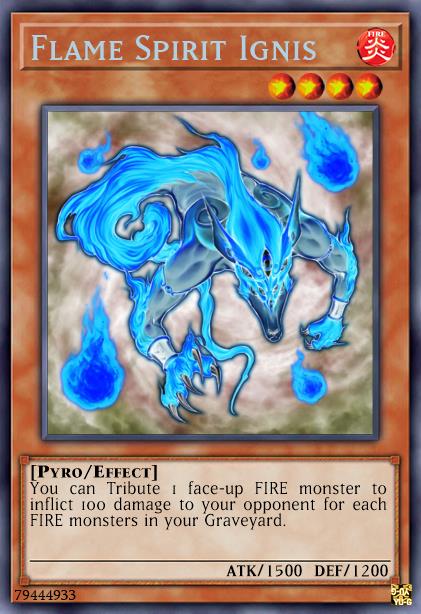 Flame Spirit Ignis
FIRE
炎
[Pyro/Effect]
You can Tribute 1 face-up FIRE monster to
inflict 100 damage to your opponent for each
FIRE monsters in your Graveyard.
ATK/1500 DEF/1200
79444933